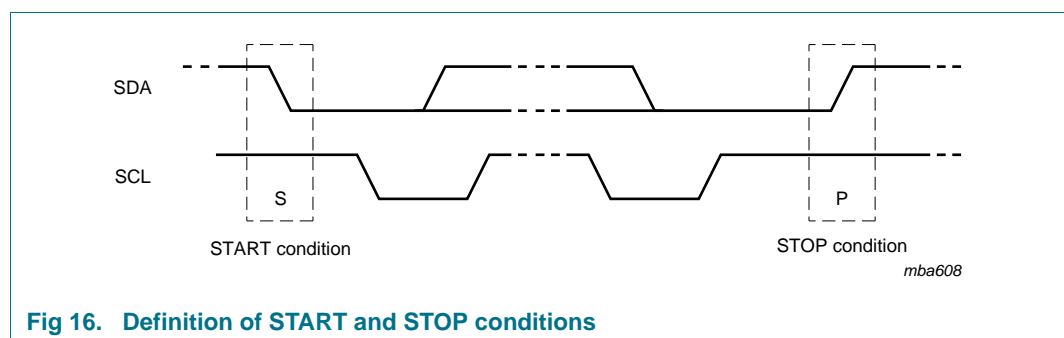 SDA
SCL
S
P
START condition
STOP condition
mba608
Fig 16. Definition of START and STOP conditions